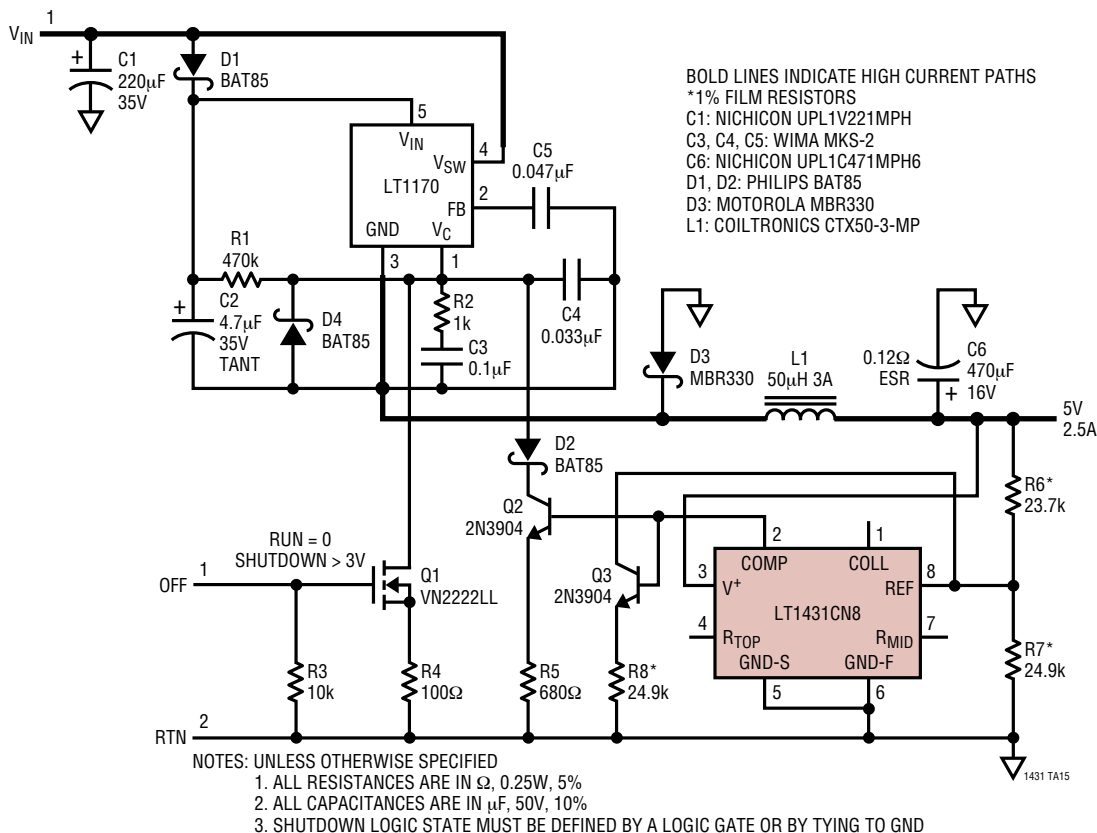 1
VIN
C1
220µF
35V
D1
BAT85
5
VIN
VSW
4
LT1170
FB
2
GND
VC
3
1
C5
0.047µF
BOLD LINES INDICATE HIGH CURRENT PATHS
*1% FILM RESISTORS
C1: NICHICON UPL1V221MPH
C3, C4, C5: WIMA MKS-2
C6: NICHICON UPL1C471MPH6
D1, D2: PHILIPS BAT85
D3: MOTOROLA MBR330
L1: COILTRONICS CTX50-3-MP
R1
470k
C2
4.7µF
35V
TANT
D4
BAT85
R2
1k
C3
0.1µF
C4
0.033µF
D3
MBR330
L1
50µH 3A
0.12Ω
ESR
C6
470µF
16V
5V
2.5A
D2
BAT85
Q2
2N3904
R6*
23.7k
RUN = 0
SHUTDOWN > 3V
OFF
1
Q1
VN2222LL
Q3
2N3904
2
1
COMP
COLL
3
V+
REF
8
LT1431CN8
4
RTOP
RMID
7
GND-S
GND-F
5
6
R3
10k
R4
100Ω
R5
680Ω
R8*
24.9k
R7*
24.9k
RTN
2
NOTES: UNLESS OTHERWISE SPECIFIED
1. ALL RESISTANCES ARE IN Ω, 0.25W, 5%
2. ALL CAPACITANCES ARE IN µF, 50V, 10%
3. SHUTDOWN LOGIC STATE MUST BE DEFINED BY A LOGIC GATE OR BY TYING TO GND
1431 TA15